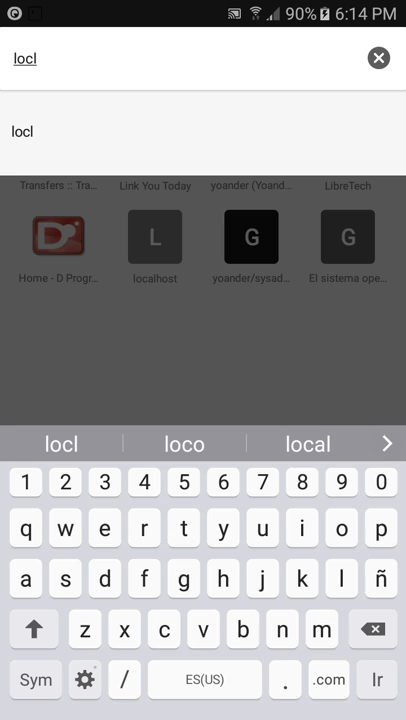 90% 6:14 PM
locl
locl
Transfers :: Tra... Link You Today yoander (Yoand... LibreTech
D L G G
Home - D Progr... localhost yoander/sysad... El sistema ope...
locl loco local
1 2 3 4 5 6 7 8 9 0
q w e r t y u i o p
a s d f g h j k l ñ
z x c v b n m
Sym / ES(US) . .com Ir